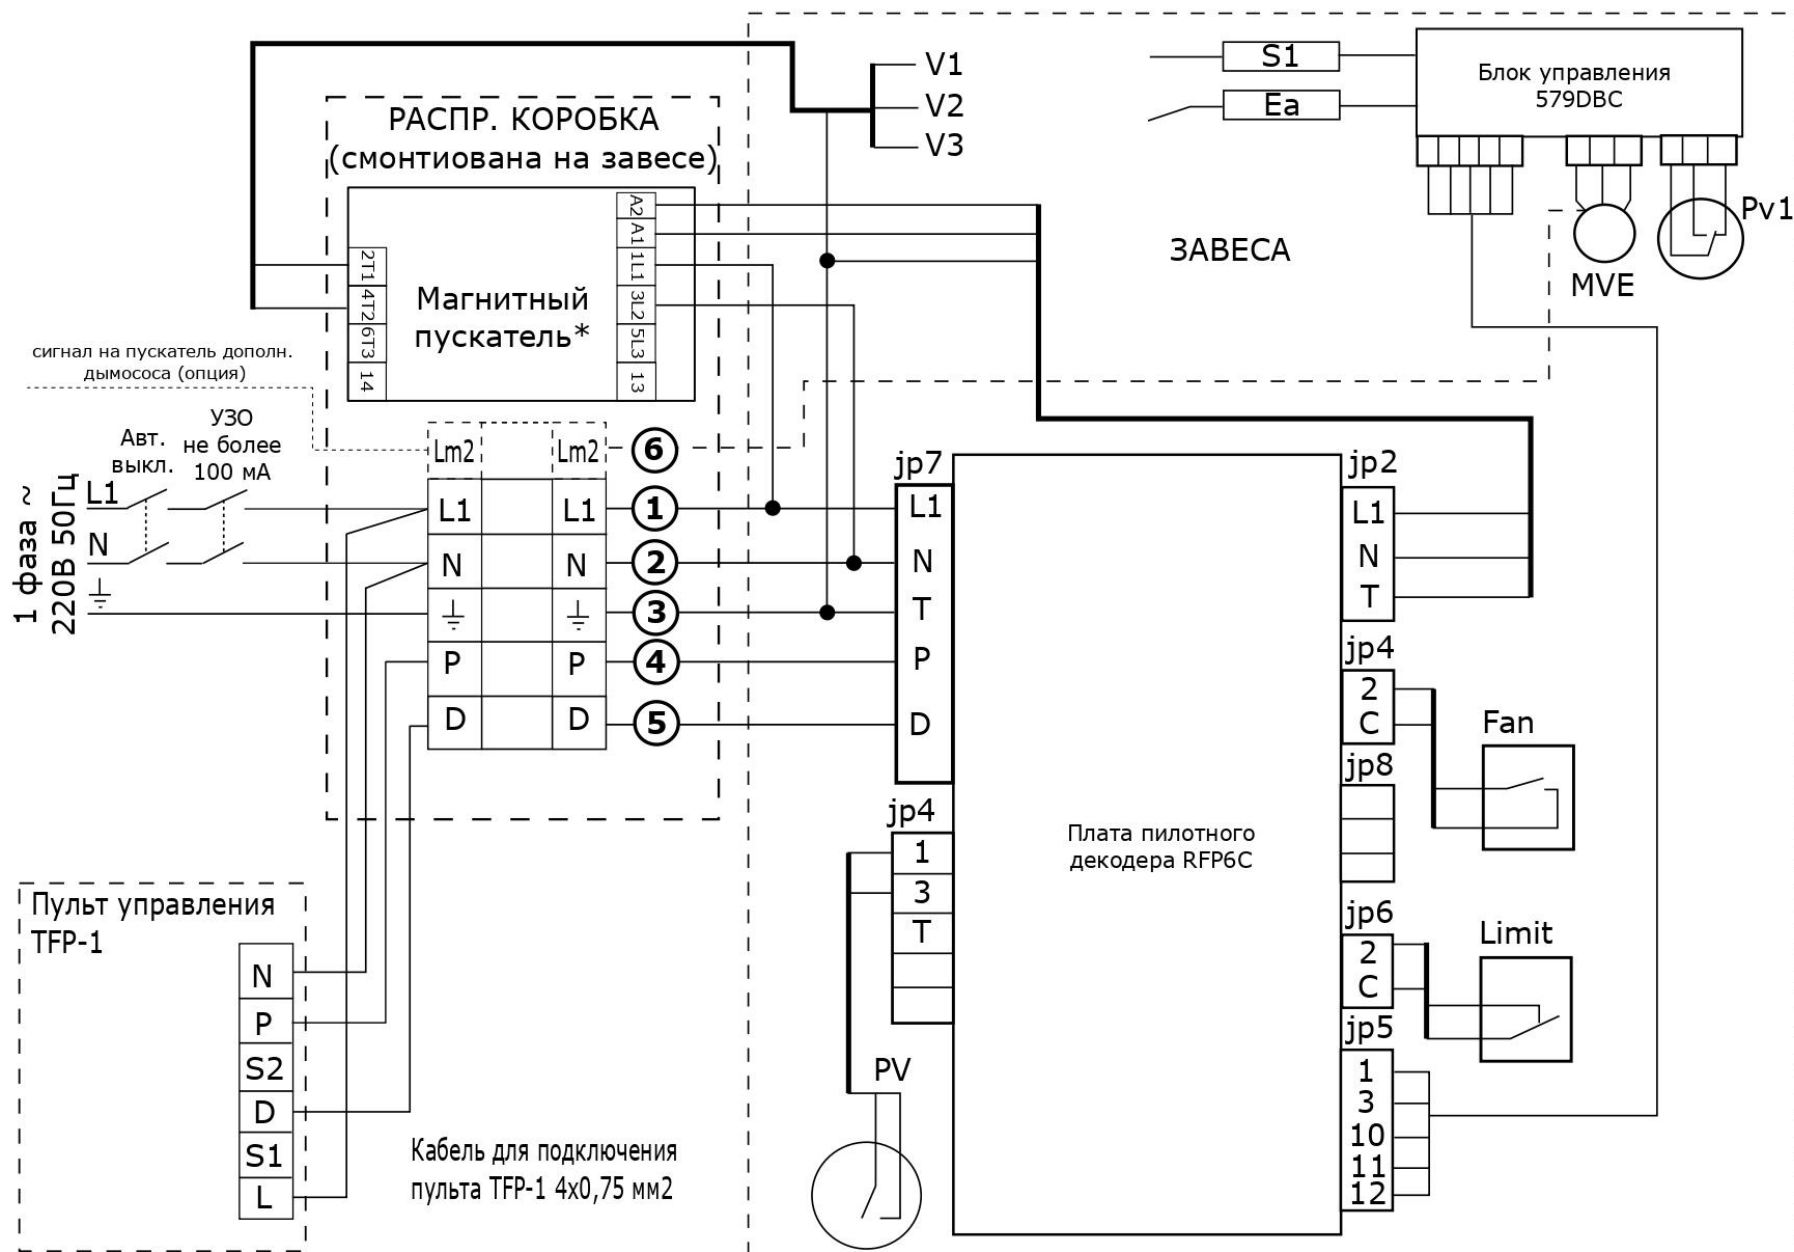 V1
V2
V3
S1
Ea
Блок управления
579DBC
Pv1
MVE
ЗАВЕСА
РАСПР. КОРОБКА
(смонтиована на завесе)
A2
A1
1L1
3L2
5L3
13
2T1
4T2
6T3
14
Магнитный
пускатель*
сигнал на пускатель дополн.
дымососа (опция)
Авт.
выкл.
УЗО
не более
100 мА
1 фаза ~
220В 50Гц
L1
N
Lm2
Lm2
6
L1
L1
1
N
N
2
3
P
P
4
D
D
5
jp7
L1
N
T
P
D
jp4
1
3
T
PV
Плата пилотного
декодера RFP6C
jp2
L1
N
T
jp4
2
C
jp8
Fan
jp6
2
C
Limit
jp5
1
3
10
11
12
Пульт управления
TFP-1
N
P
S2
D
S1
L
Кабель для подключения
пульта TFP-1 4х0,75 мм2